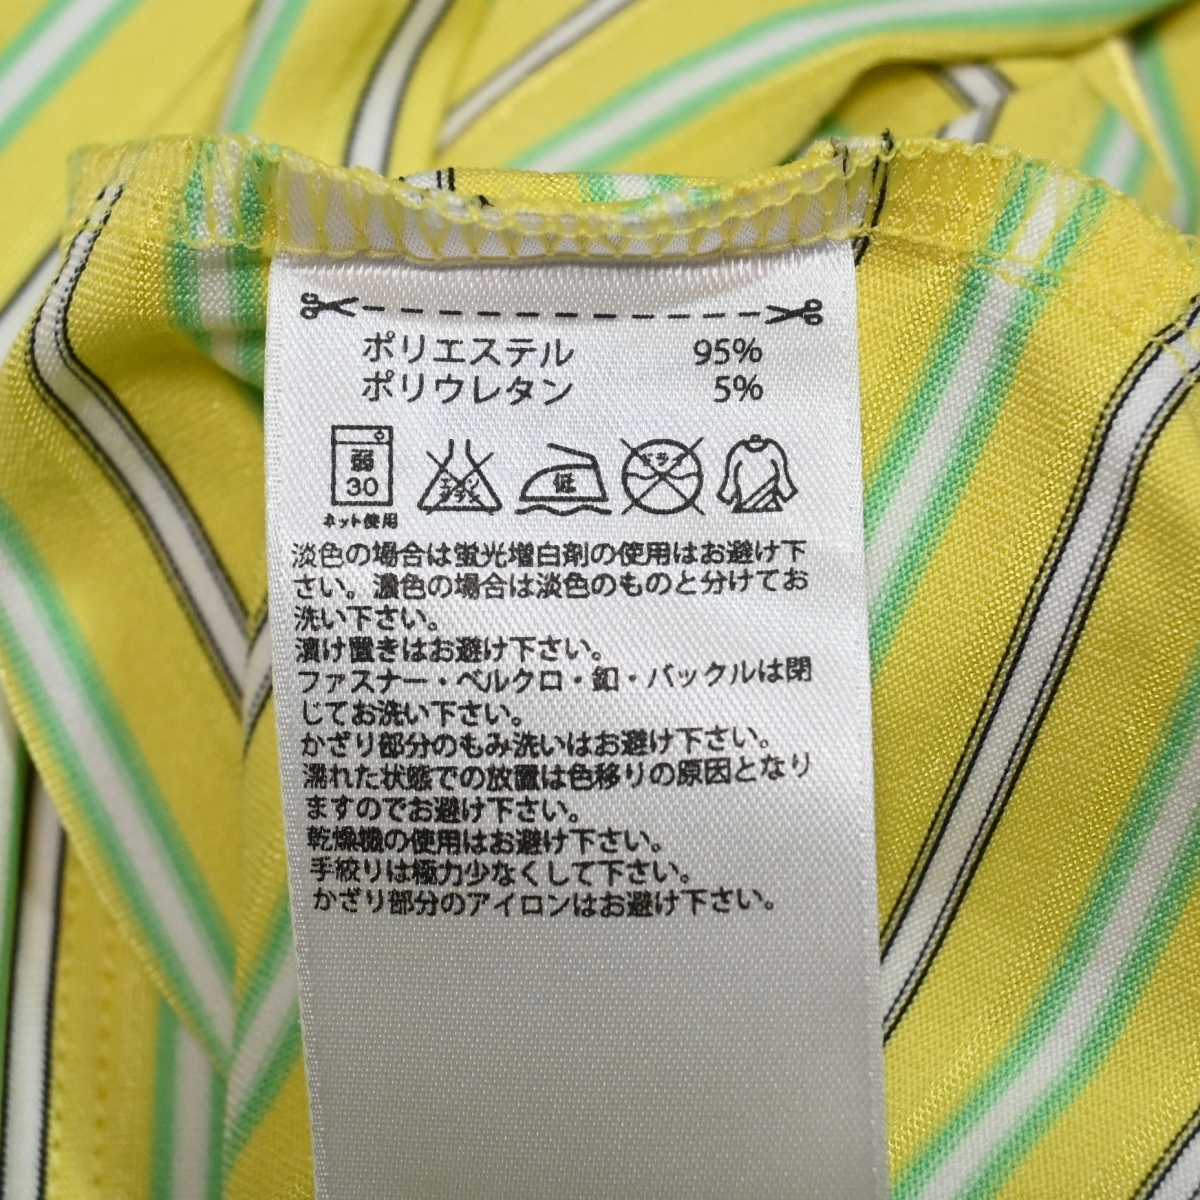 ポリエステル 95%
ポリウレタン 5%
弱 エンソ サラシ 低 ドライ
30
ネット使用
淡色の場合は蛍光増白剤の使用はお避け下
さい。濃色の場合は淡色のものと分けてお
洗い下さい。
漬け置きはお避け下さい。
ファスナー・ベルクロ・釦・バックルは閉
じてお洗い下さい。
かざり部分のもみ洗いはお避け下さい。
濡れた状態での放置は色移りの原因となり
ますのでお避け下さい。
乾燥機の使用はお避け下さい。
手絞りは極力少なくして下さい。
かざり部分のアイロンはお避け下さい。